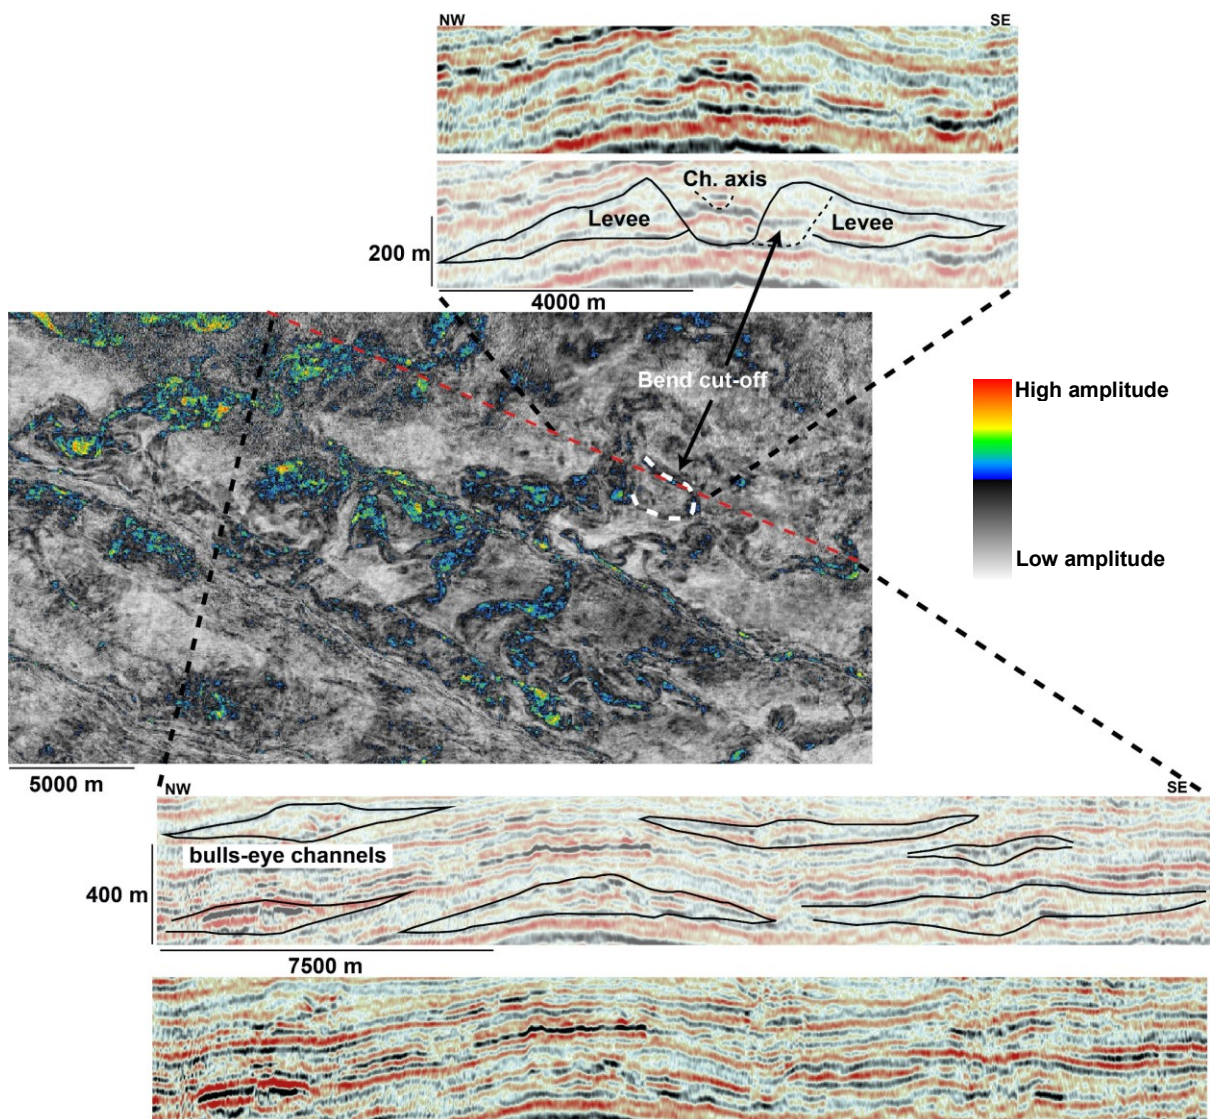 NW
SE
Ch. axis
Levee
Levee
200 m
4000 m
Bend cut-off
High amplitude
Low amplitude
5000 m
NW
SE
bulls-eye channels
400 m
7500 m